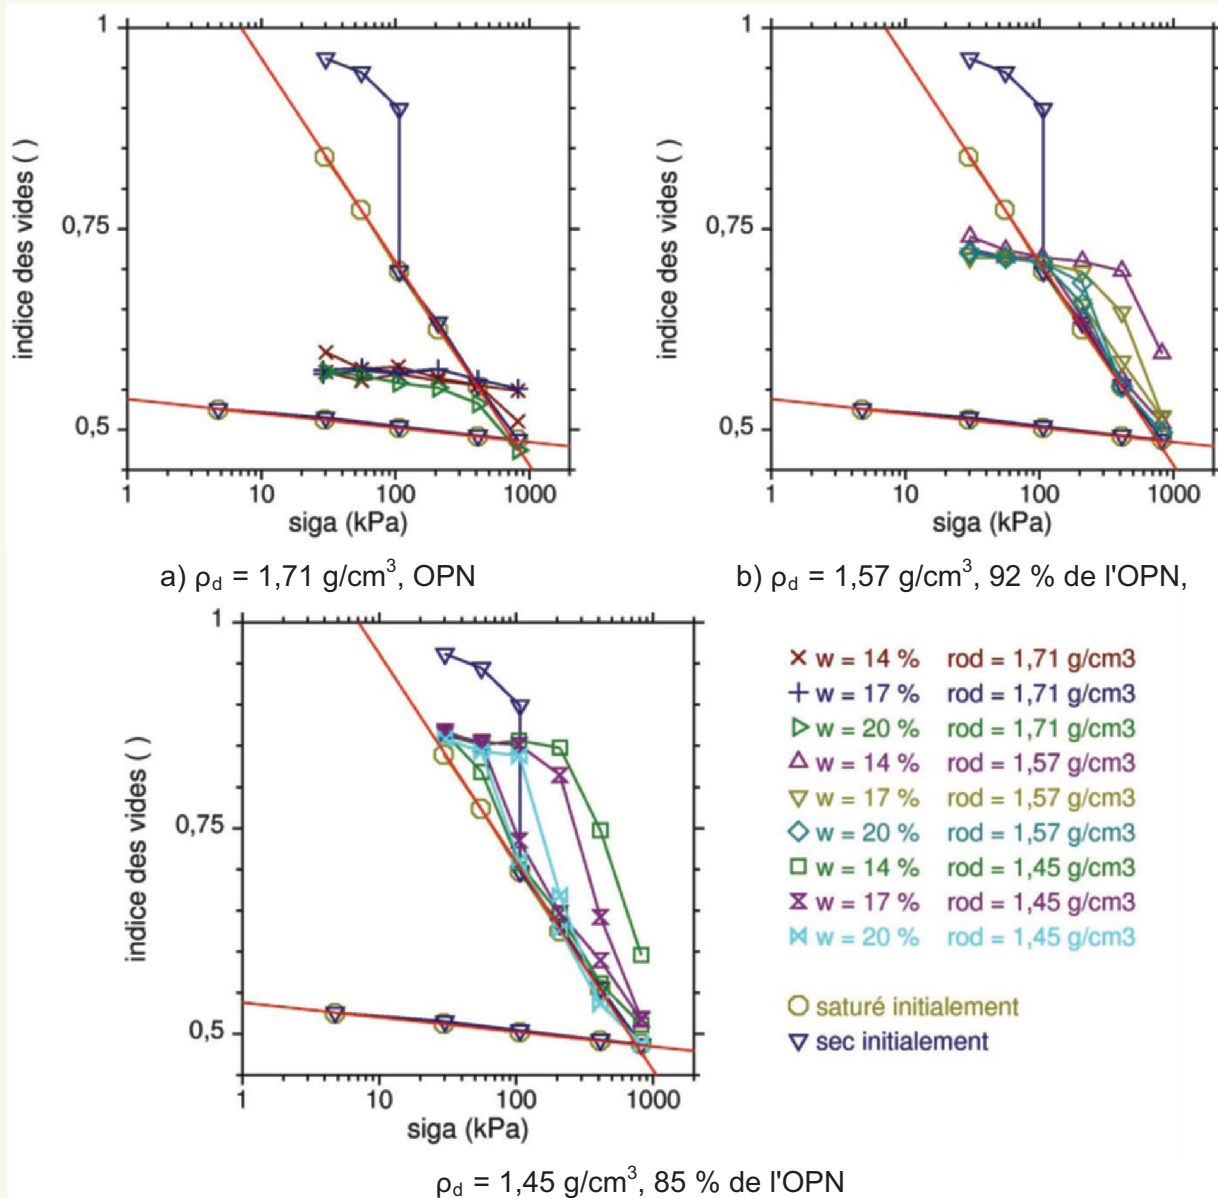 1
1
indice des vides ( )
indice des vides ( )
0,75
0,75
0,5
0,5
1
10
100
1000
1
10
100
1000
siga (kPa)
siga (kPa)
a) ρd = 1,71 g/cm³, OPN
b) ρd = 1,57 g/cm³, 92 % de l'OPN,
1
indice des vides ( )
0,75
0,5
1
10
100
1000
siga (kPa)
w = 14 % rod = 1,71 g/cm3
w = 17 % rod = 1,71 g/cm3
w = 20 % rod = 1,71 g/cm3
w = 14 % rod = 1,57 g/cm3
w = 17 % rod = 1,57 g/cm3
w = 20 % rod = 1,57 g/cm3
w = 14 % rod = 1,45 g/cm3
w = 17 % rod = 1,45 g/cm3
w = 20 % rod = 1,45 g/cm3
saturé initialement
sec initialement
ρd = 1,45 g/cm³, 85 % de l'OPN